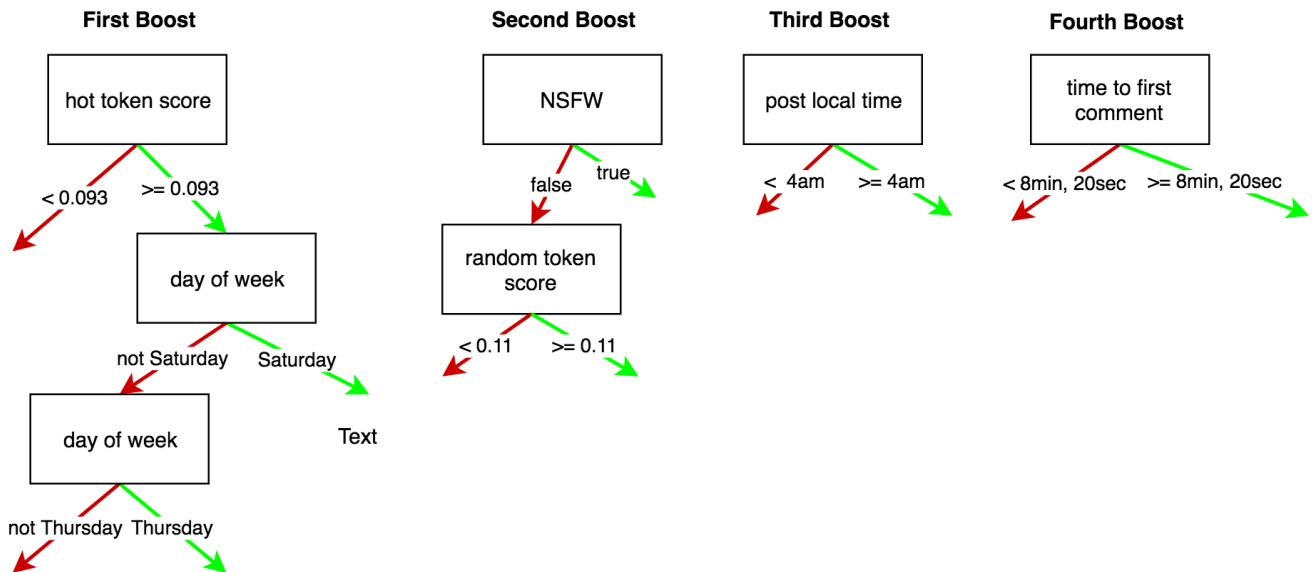 First Boost
hot token score
< 0.093
>= 0.093
day of week
not Saturday
Saturday
Text
day of week
not Thursday
Thursday
Second Boost
NSFW
false
true
random token
score
< 0.11
>= 0.11
Third Boost
post local time
< 4am
>= 4am
Fourth Boost
time to first
comment
< 8min, 20sec
>= 8min, 20sec